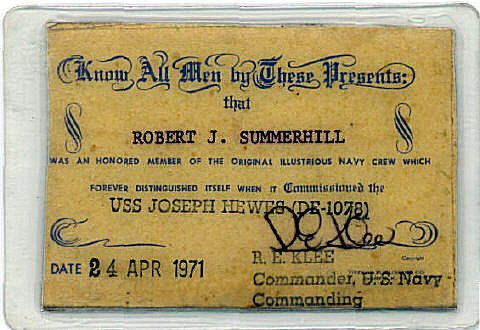 Know All Men by These Presents:
that
ROBERT J. SUMMERHILL
WAS AN HONORED MEMBER OF THE ORIGINAL ILLUSTRIOUS NAVY CREW WHICH
FOREVER DISTINGUISHED ITSELF WHEN IT Commissioned the
USS JOSEPH HEWES (DE-1078)
R E Klee
DATE 24 APR 1971
R. E. KLEE
Copyright
Commander, U.S. Navy
Commanding